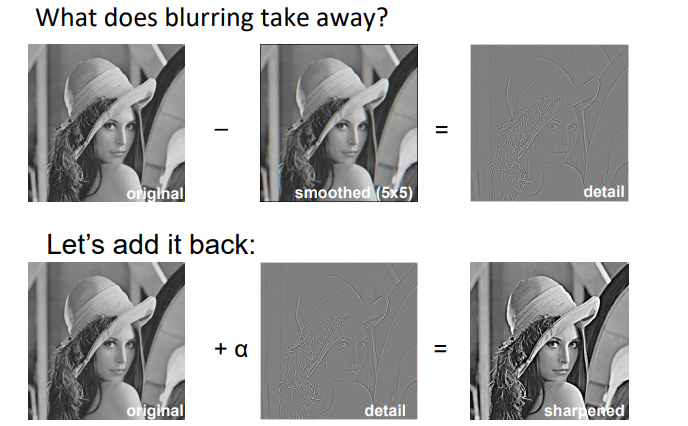 What does blurring take away?
–
=
original
smoothed (5x5)
detail
Let's add it back:
+ α
=
original
detail
sharpened